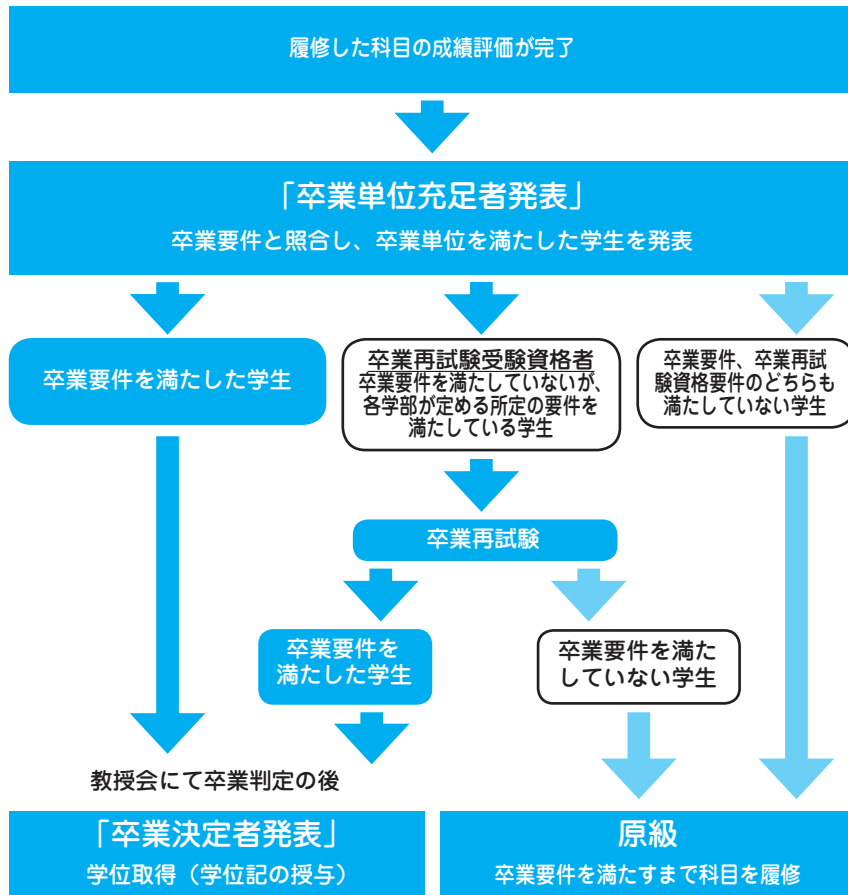 履修した科目の成績評価が完了
「卒業単位充足者発表」
卒業要件と照合し、卒業単位を満たした学生を発表
卒業要件を満たした学生
卒業再試験受験資格者
卒業要件を満たしていないが、
各学部が定める所定の要件を
満たしている学生
卒業要件、卒業再試
験資格要件のどちらも
満たしていない学生
卒業再試験
卒業要件を
満たした学生
卒業要件を満た
していない学生
教授会にて卒業判定の後
「卒業決定者発表」
学位取得（学位記の授与）
原級
卒業要件を満たすまで科目を履修